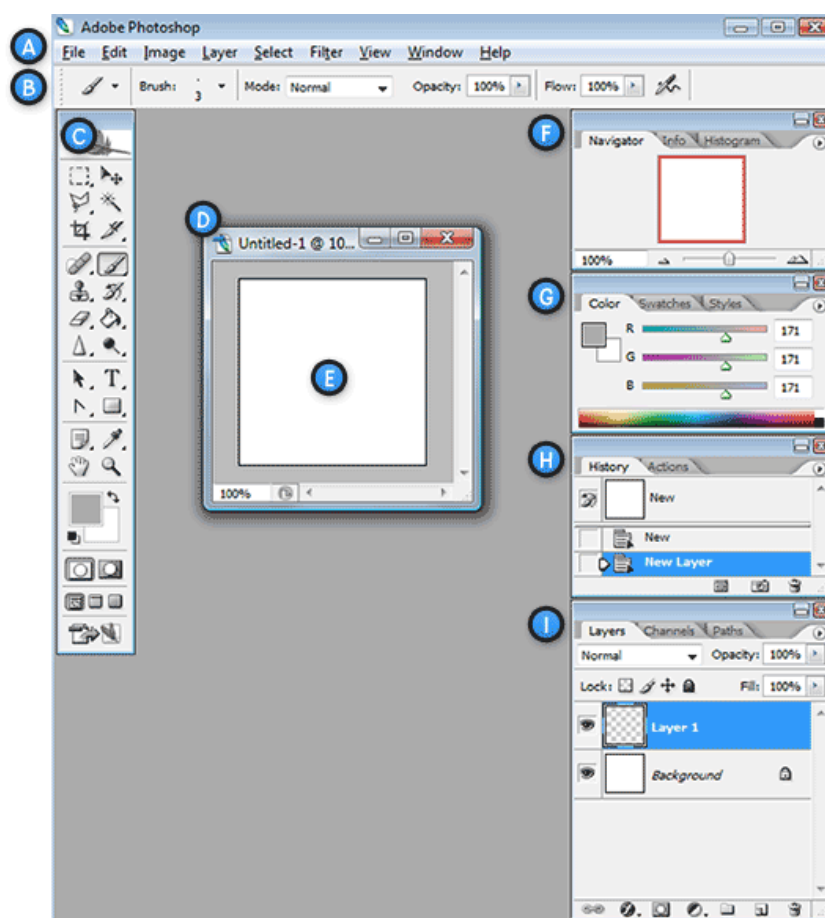 Adobe Photoshop
A
File Edit Image Layer Select Filter View Window Help
B
Brush: 3 Mode: Normal Opacity: 100% Flow: 100%
C
D
Untitled-1 @ 10...
E
100%
T
F
Navigator Info Histogram
100%
G
Color Swatches Styles
R 171
G 171
B 171
H
History Actions
New
New
New Layer
I
Layers Channels Paths
Normal Opacity: 100%
Lock: Fill: 100%
Layer 1
Background